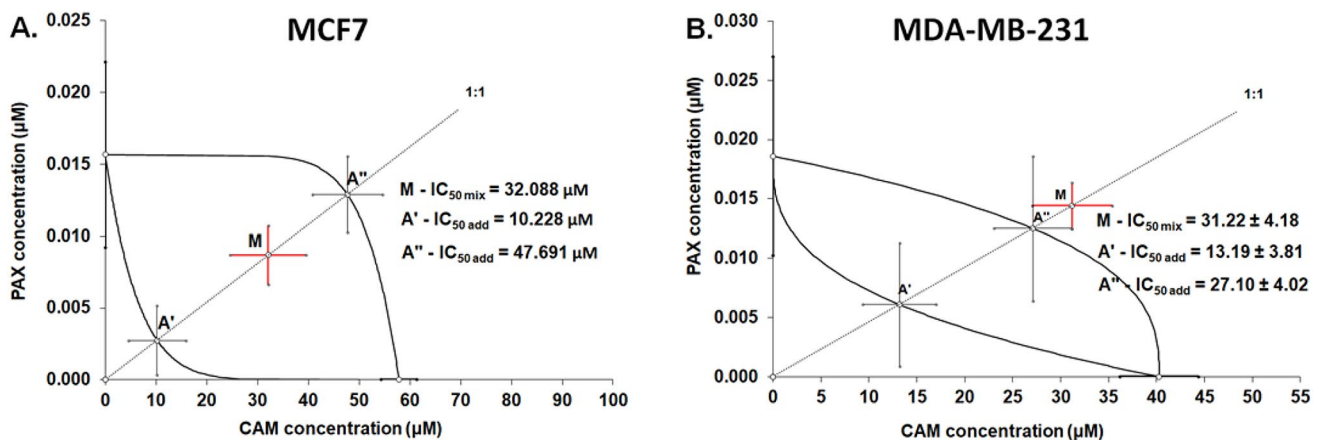 A.
MCF7
PAX concentration (µM)
0.025
0.020
0.015
0.010
0.005
0.000
0 10 20 30 40 50 60 70 80 90 100
CAM concentration (µM)
1:1
A"
M
A'
M - IC50 mix = 32.088 µM
A' - IC50 add = 10.228 µM
A" - IC50 add = 47.691 µM
B.
MDA-MB-231
PAX concentration (µM)
0.030
0.025
0.020
0.015
0.010
0.005
0.000
0 5 10 15 20 25 30 35 40 45 50 55
CAM concentration (µM)
1:1
M
A"
A'
M - IC50 mix = 31.22 ± 4.18
A' - IC50 add = 13.19 ± 3.81
A" - IC50 add = 27.10 ± 4.02